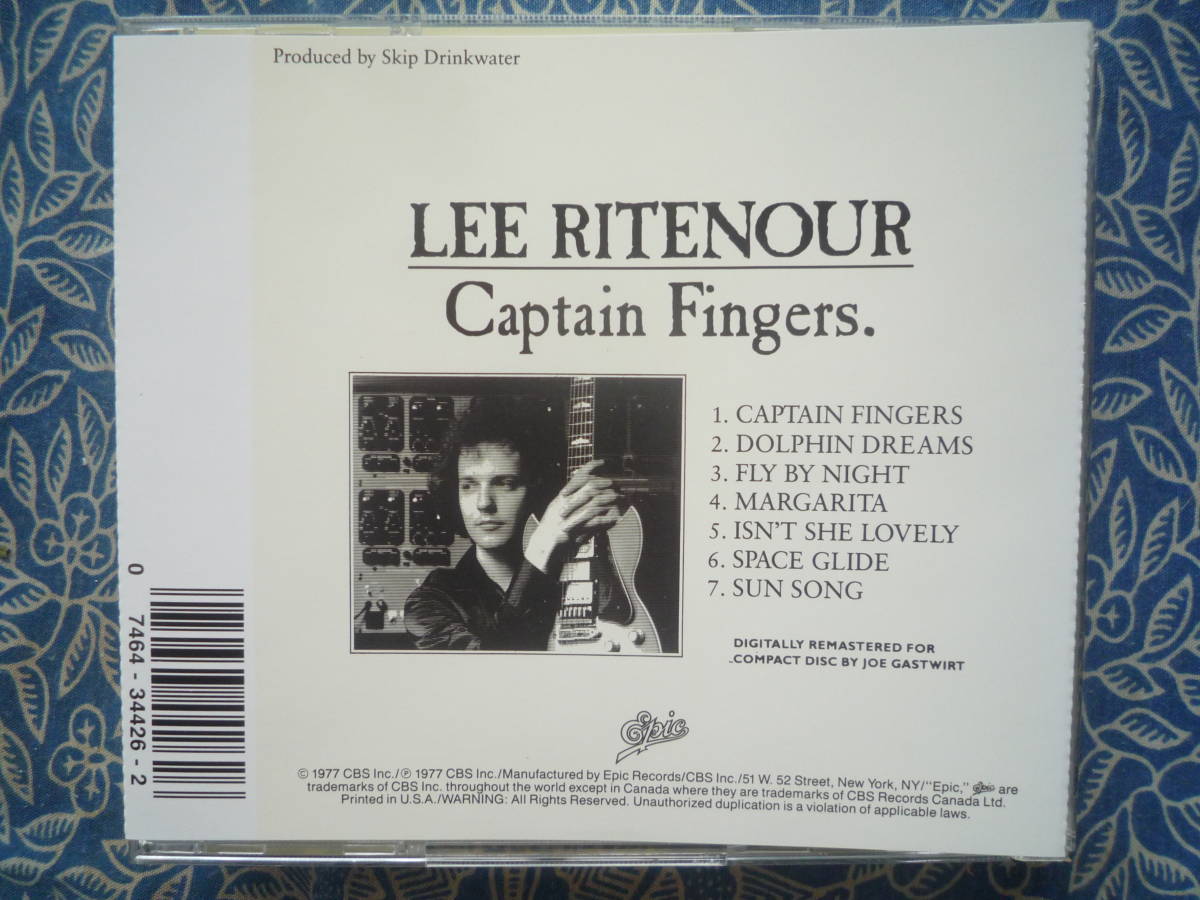 Produced by Skip Drinkwater
LEE RITENOUR
Captain Fingers.
1. CAPTAIN FINGERS
2. DOLPHIN DREAMS
3. FLY BY NIGHT
4. MARGARITA
5. ISN'T SHE LOVELY
6. SPACE GLIDE
7. SUN SONG
DIGITALLY REMASTERED FOR
COMPACT DISC BY JOE GASTWIRT
Epic
© 1977 CBS Inc./℗ 1977 CBS Inc./Manufactured by Epic Records/CBS Inc./51 W. 52 Street, New York, NY/"Epic," Epic are
trademarks of CBS Inc. throughout the world except in Canada where they are trademarks of CBS Records Canada Ltd.
Printed in U.S.A./WARNING: All Rights Reserved. Unauthorized duplication is a violation of applicable laws.
0 7464-34426-2